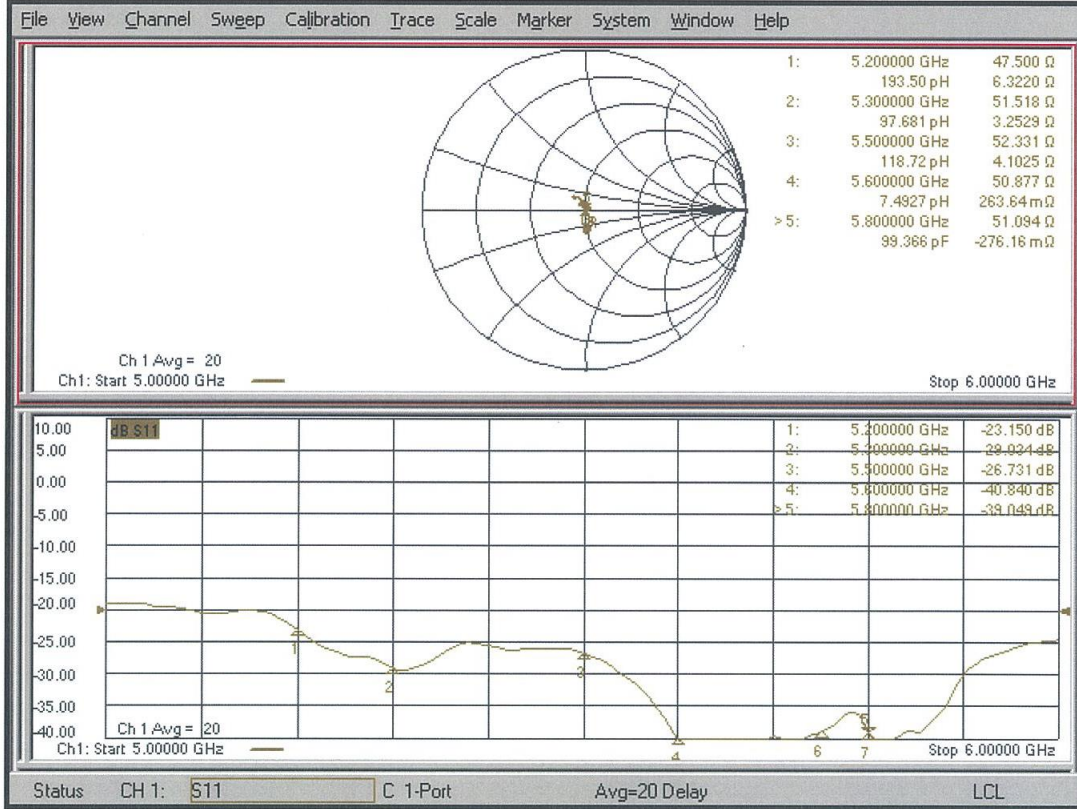 File View Channel Sweep Calibration Trace Scale Marker System Window Help
1: 5.200000 GHz 47.500 Ω
193.50 pH 6.3220 Ω
2: 5.300000 GHz 51.518 Ω
97.681 pH 3.2529 Ω
3: 5.500000 GHz 52.331 Ω
118.72 pH 4.1025 Ω
4: 5.600000 GHz 50.877 Ω
7.4927 pH 263.64 mΩ
> 5: 5.800000 GHz 51.094 Ω
99.366 pF -276.16 mΩ
Ch 1 Avg = 20
Ch1: Start 5.00000 GHz Stop 6.00000 GHz
10.00 dB S11 1: 5.200000 GHz -23.150 dB
5.00 2: 5.300000 GHz -29.034 dB
0.00 3: 5.500000 GHz -26.731 dB
4: 5.600000 GHz -40.840 dB
-5.00 > 5: 5.800000 GHz -39.049 dB
-10.00
-15.00
-20.00
-25.00
1
-30.00
2 3
-35.00
-40.00 Ch 1 Avg = 20
4 6 7
Ch1: Start 5.00000 GHz Stop 6.00000 GHz
Status CH 1: S11 C 1-Port Avg=20 Delay LCL